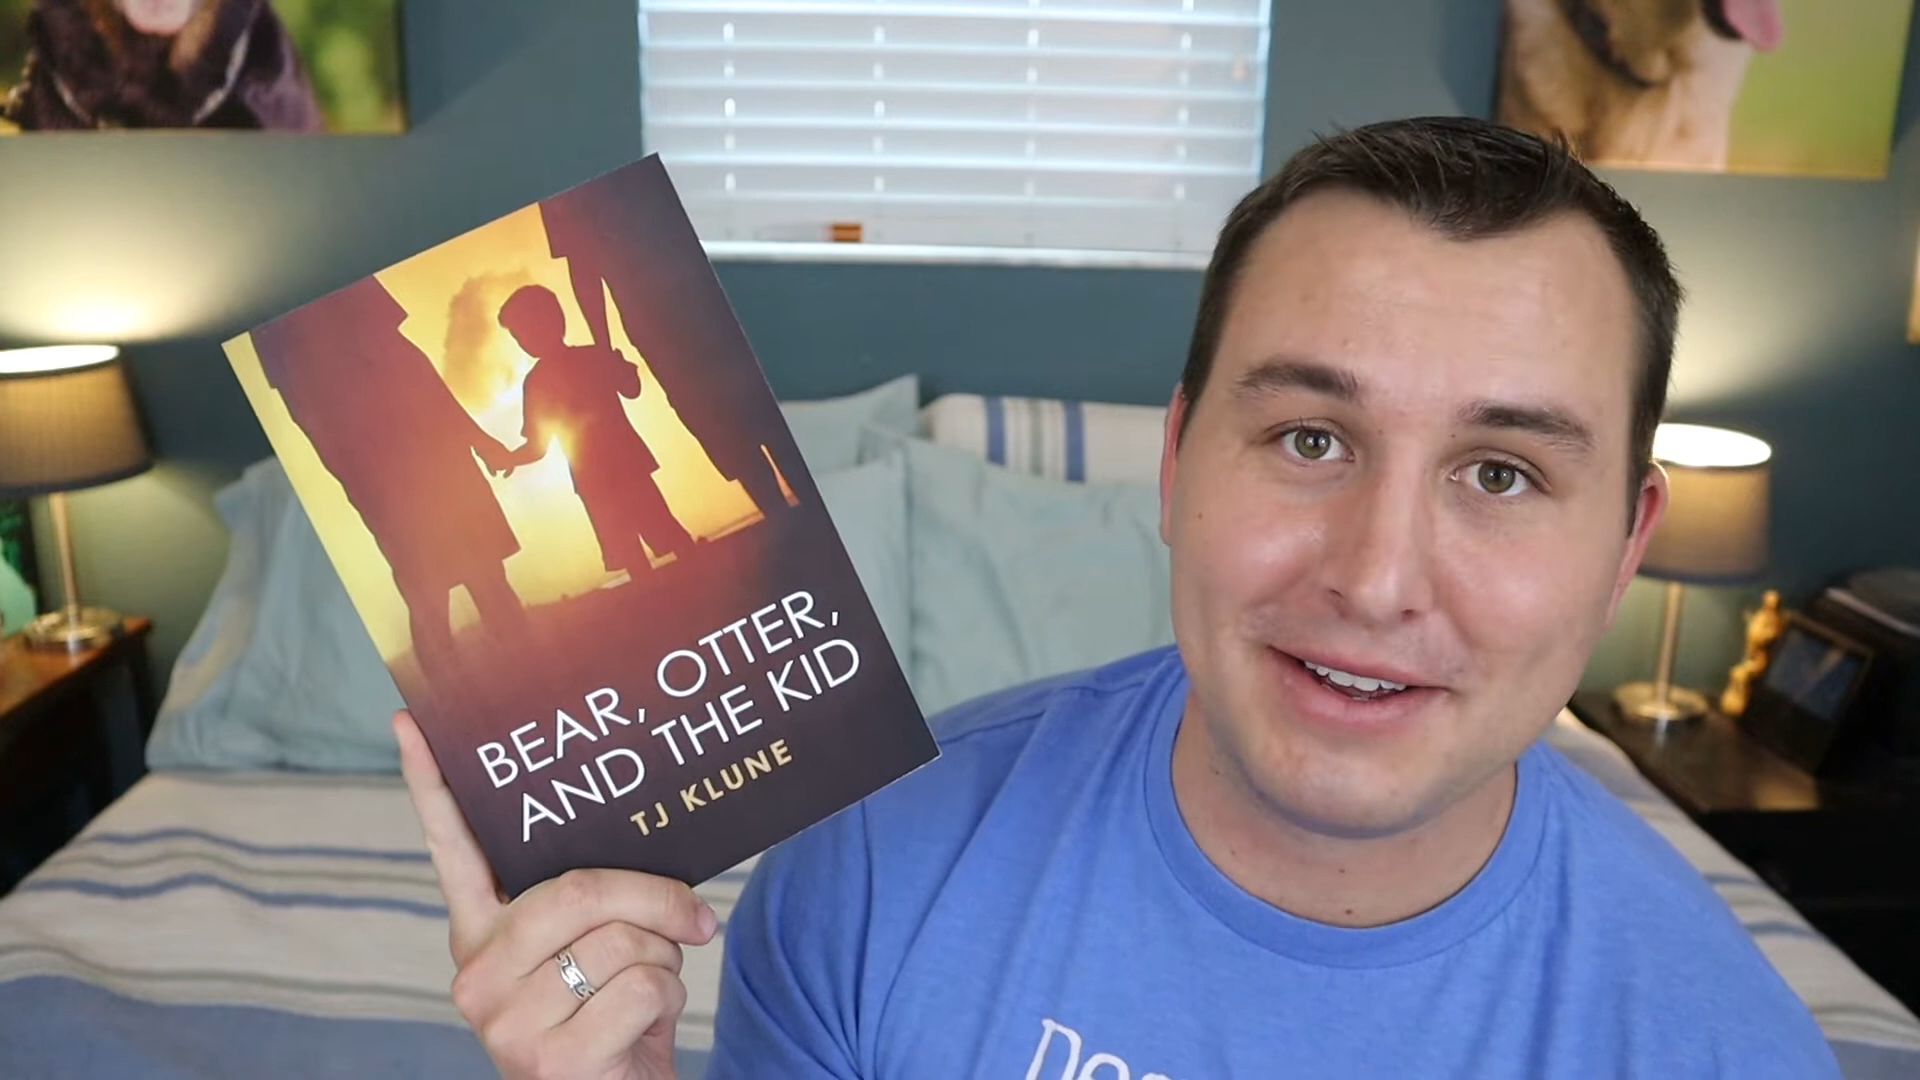 BEAR, OTTER,
AND THE KID
TJ KLUNE